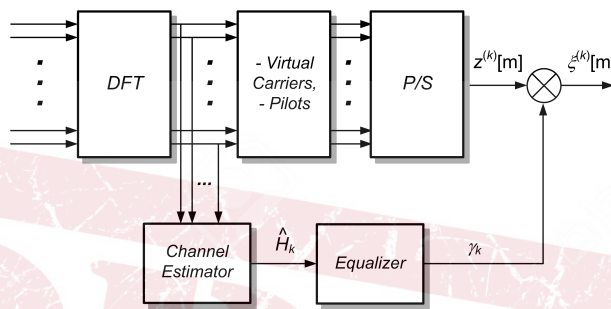 DFT
- Virtual
Carriers,
- Pilots
P/S
z^(k)[m]
ξ^(k)[m]
...
Channel
Estimator
Ĥ_k
Equalizer
γ_k